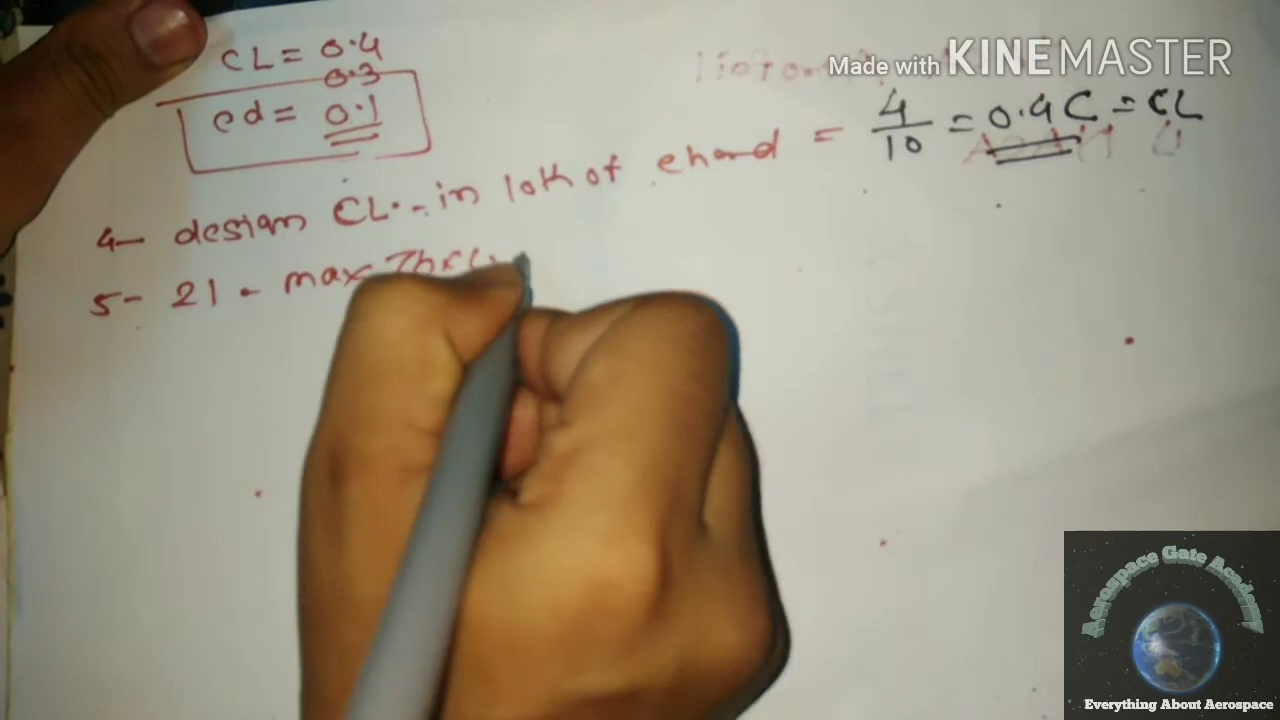 CL = 0.4
0.3
cd = 0.1
Made with KINEMASTER
4- design CL.- in 10th of chord = 4/10 = 0.4C = CL
5- 21 - max
Aerospace Gate Academy
Everything About Aerospace